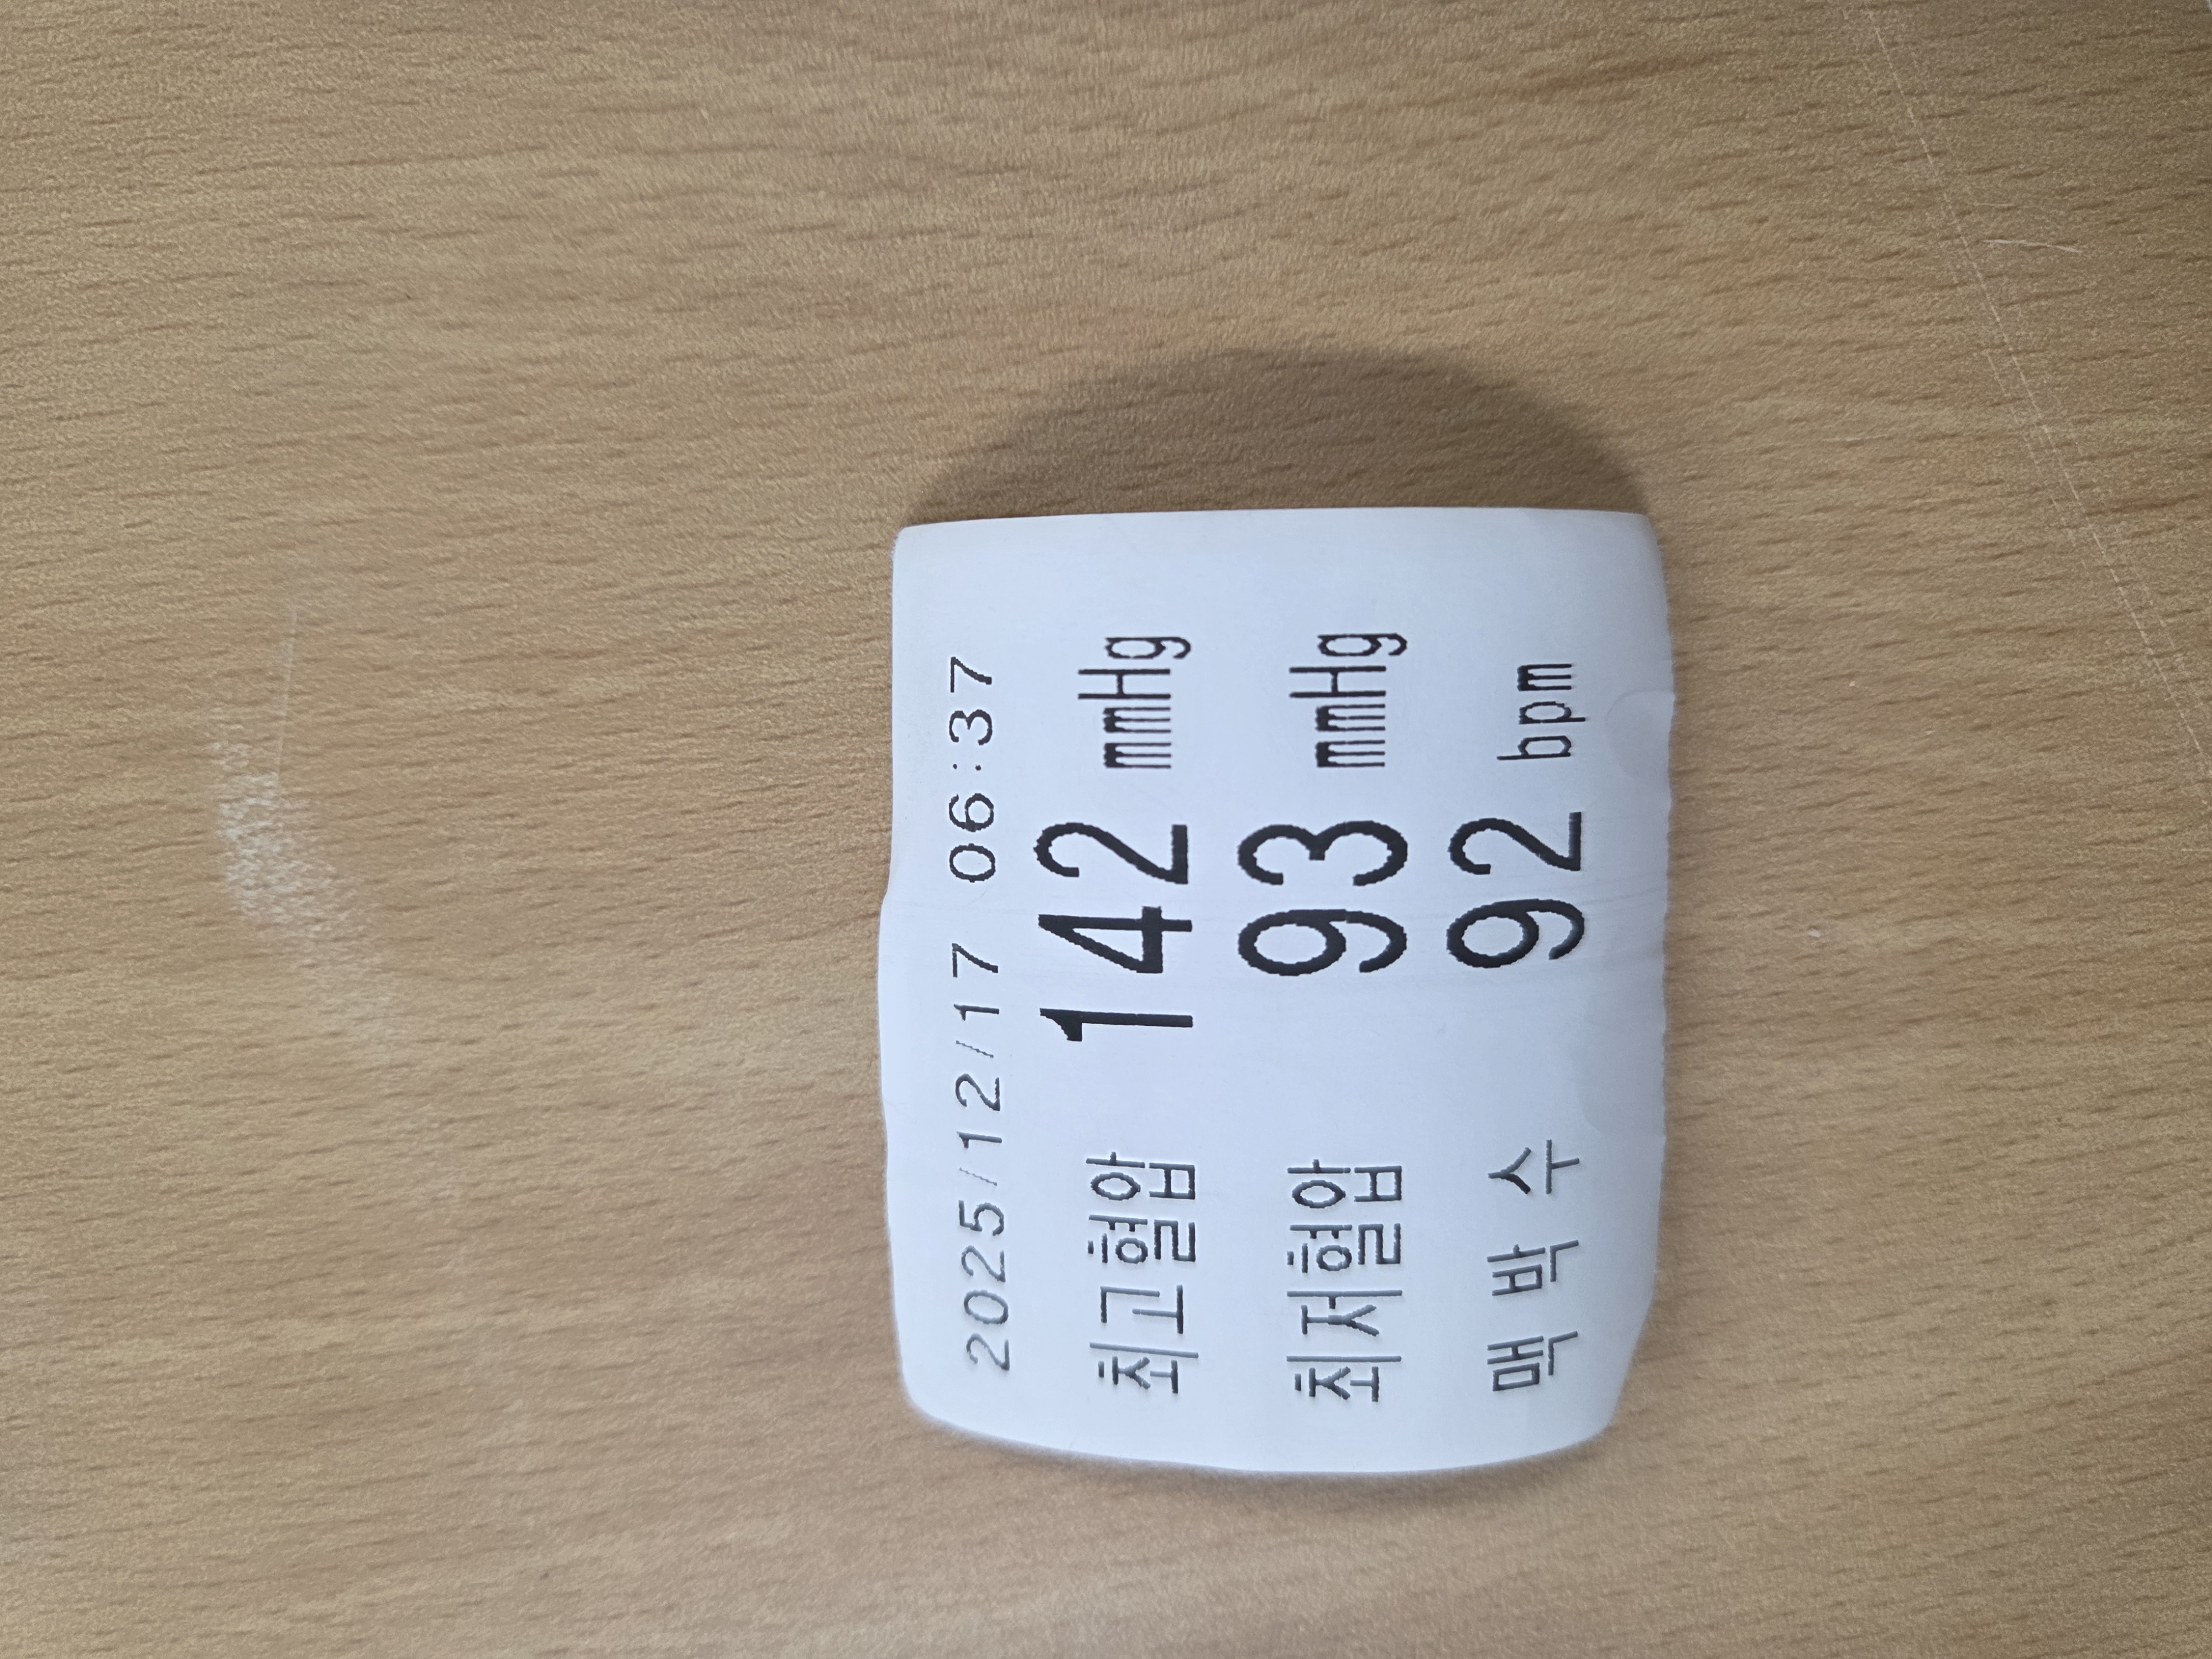 2025/12/17 06:37
최고혈압 142 mmHg
최저혈압 93 mmHg
맥 박 수 92 bpm